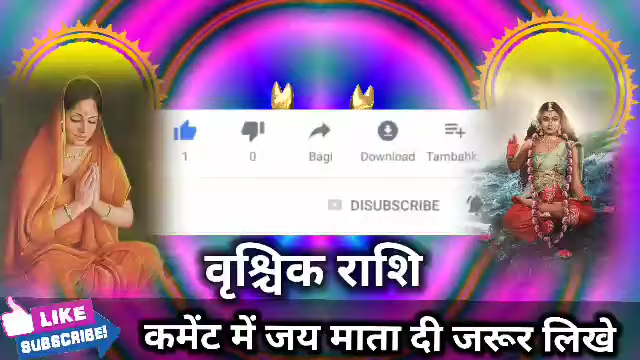 1 0 Bagi Download Tambahk
DISUBSCRIBE
वृश्चिक राशि
LIKE
SUBSCRIBE!
कमेंट में जय माता दी जरूर लिखे